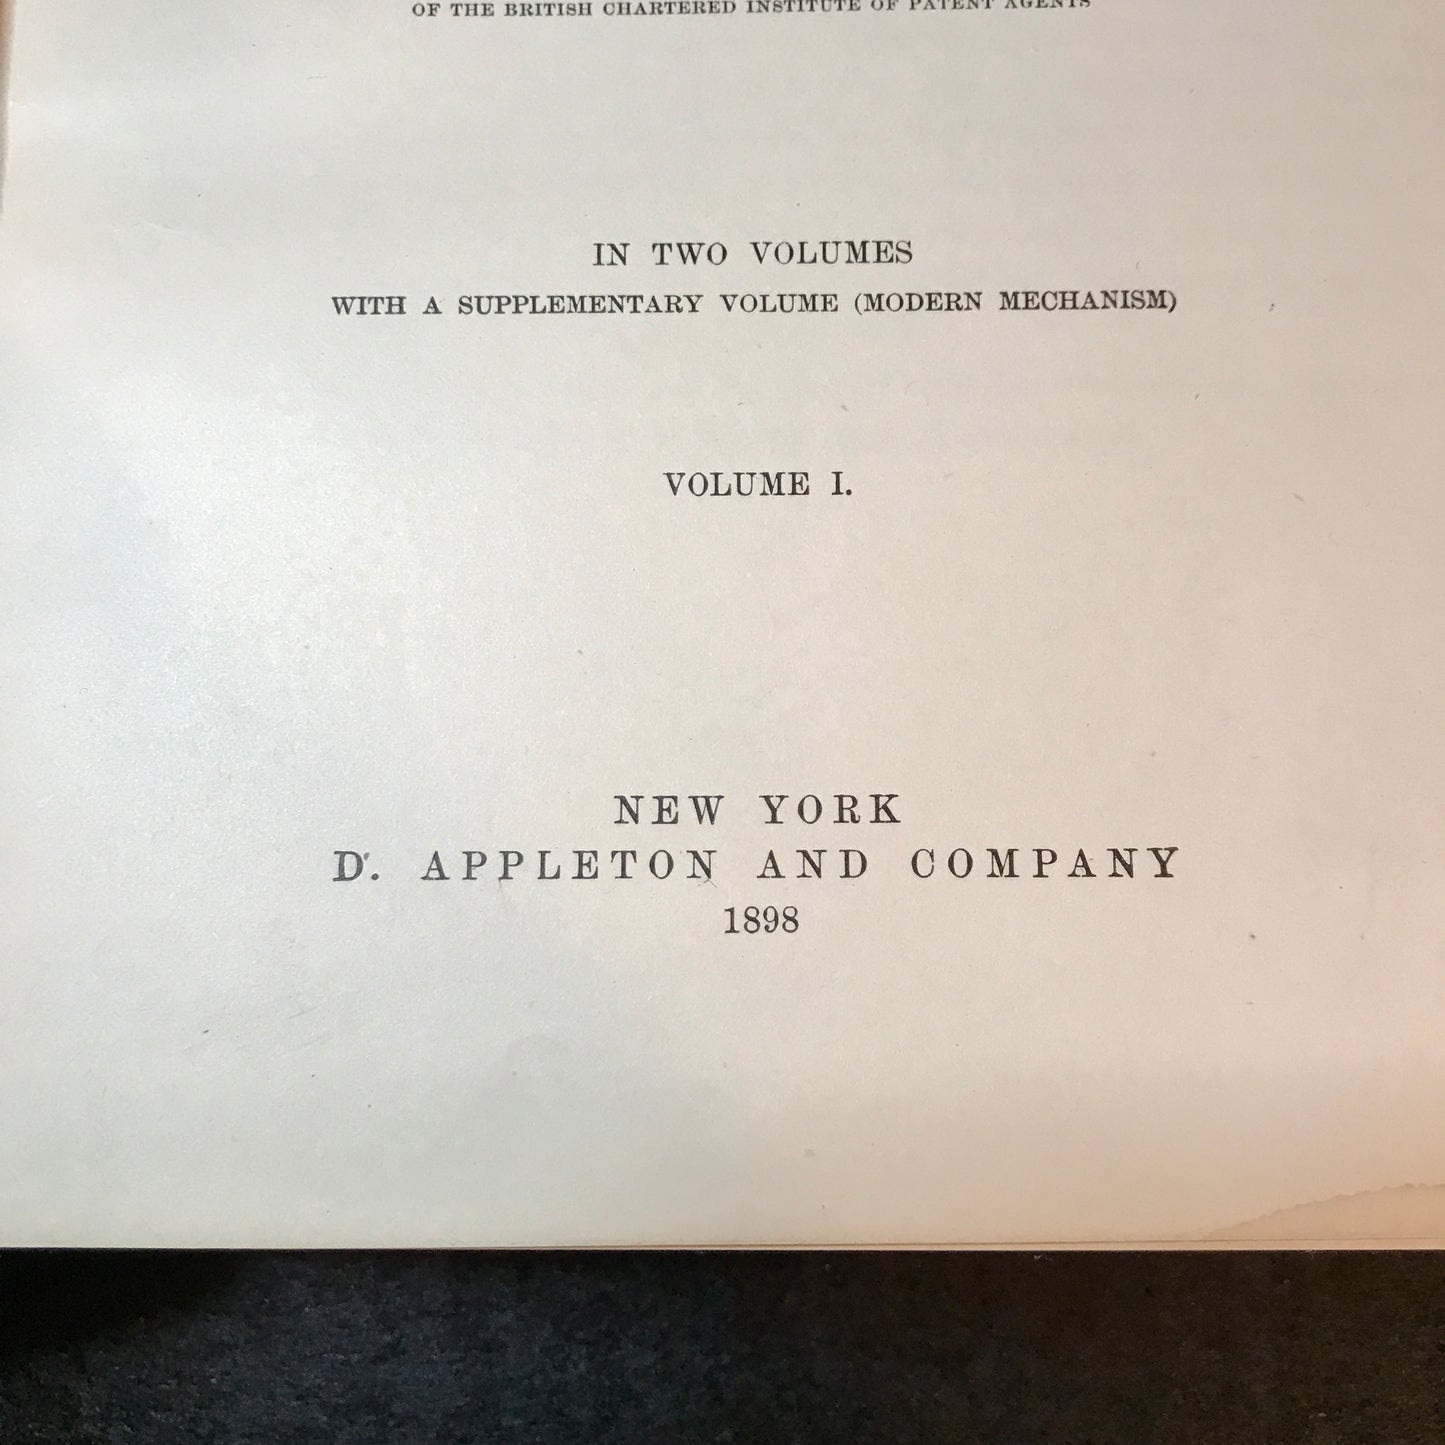 OF THE BRITISH CHARTERED INSTITUTE OF PATENT AGENTS
IN TWO VOLUMES
WITH A SUPPLEMENTARY VOLUME (MODERN MECHANISM)
VOLUME I.
NEW YORK
D. APPLETON AND COMPANY
1898